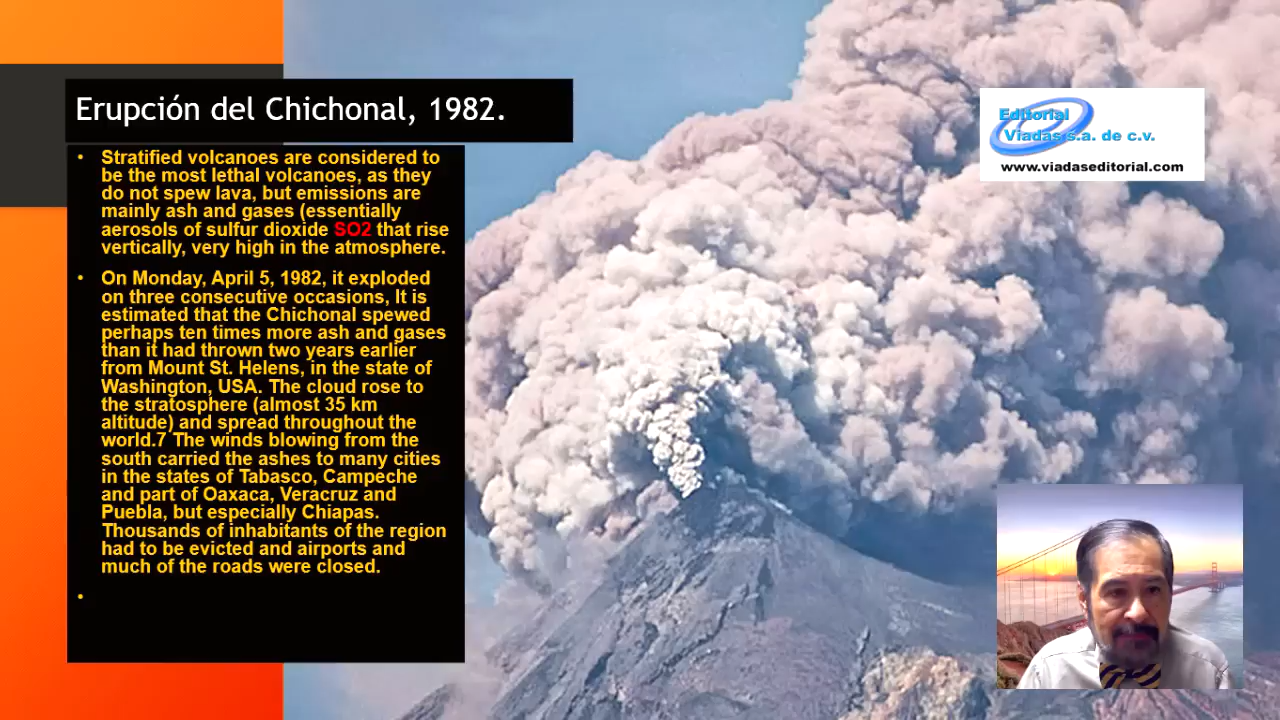 Erupción del Chichonal, 1982.
• Stratified volcanoes are considered to
be the most lethal volcanoes, as they
do not spew lava, but emissions are
mainly ash and gases (essentially
aerosols of sulfur dioxide SO2 that rise
vertically, very high in the atmosphere.
• On Monday, April 5, 1982, it exploded
on three consecutive occasions, It is
estimated that the Chichonal spewed
perhaps ten times more ash and gases
than it had thrown two years earlier
from Mount St. Helens, in the state of
Washington, USA. The cloud rose to
the stratosphere (almost 35 km
altitude) and spread throughout the
world.7 The winds blowing from the
south carried the ashes to many cities
in the states of Tabasco, Campeche
and part of Oaxaca, Veracruz and
Puebla, but especially Chiapas.
Thousands of inhabitants of the region
had to be evicted and airports and
much of the roads were closed.
•
Editorial
Viadas s.a. de c.v.
www.viadaseditorial.com